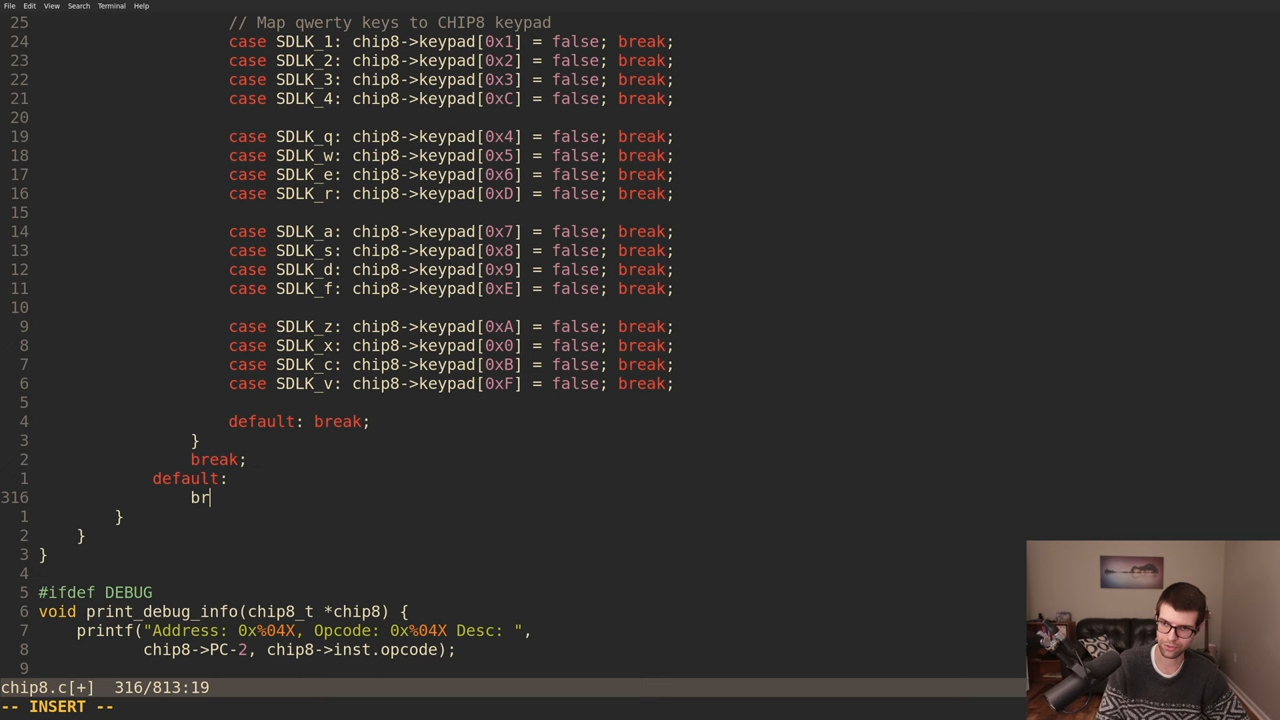 File Edit View Search Terminal Help
25 // Map qwerty keys to CHIP8 keypad
24 case SDLK_1: chip8->keypad[0x1] = false; break;
23 case SDLK_2: chip8->keypad[0x2] = false; break;
22 case SDLK_3: chip8->keypad[0x3] = false; break;
21 case SDLK_4: chip8->keypad[0xC] = false; break;
20
19 case SDLK_q: chip8->keypad[0x4] = false; break;
18 case SDLK_w: chip8->keypad[0x5] = false; break;
17 case SDLK_e: chip8->keypad[0x6] = false; break;
16 case SDLK_r: chip8->keypad[0xD] = false; break;
15
14 case SDLK_a: chip8->keypad[0x7] = false; break;
13 case SDLK_s: chip8->keypad[0x8] = false; break;
12 case SDLK_d: chip8->keypad[0x9] = false; break;
11 case SDLK_f: chip8->keypad[0xE] = false; break;
10
9 case SDLK_z: chip8->keypad[0xA] = false; break;
8 case SDLK_x: chip8->keypad[0x0] = false; break;
7 case SDLK_c: chip8->keypad[0xB] = false; break;
6 case SDLK_v: chip8->keypad[0xF] = false; break;
5
4 default: break;
3 }
2 break;
1 default:
316 br
1 }
2 }
3 }
4
5 #ifdef DEBUG
6 void print_debug_info(chip8_t *chip8) {
7 printf("Address: 0x%04X, Opcode: 0x%04X Desc: ",
8 chip8->PC-2, chip8->inst.opcode);
9
chip8.c[+] 316/813:19
-- INSERT --